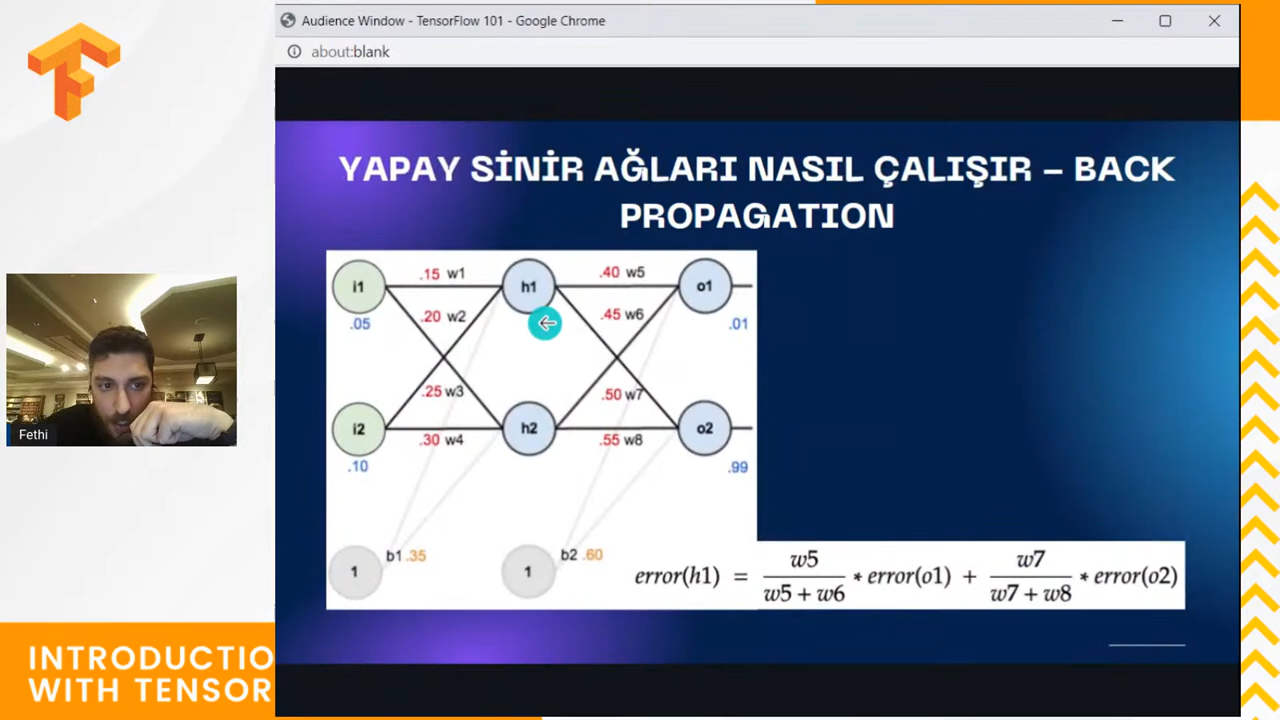 Audience Window - TensorFlow 101 - Google Chrome
about:blank
YAPAY SİNİR AĞLARI NASIL ÇALIŞIR – BACK
PROPAGATION
i1
.15 w1
h1
.40 w5
o1
.05
.20 w2
.45 w6
.01
.25 w3
.50 w7
i2
.30 w4
h2
.55 w8
o2
.10
.99
1
b1 .35
1
b2 .60
error(h1) = w5 / w5 + w6 * error(o1) + w7 / w7 + w8 * error(o2)
Fethi
INTRODUCTIO
WITH TENSOR